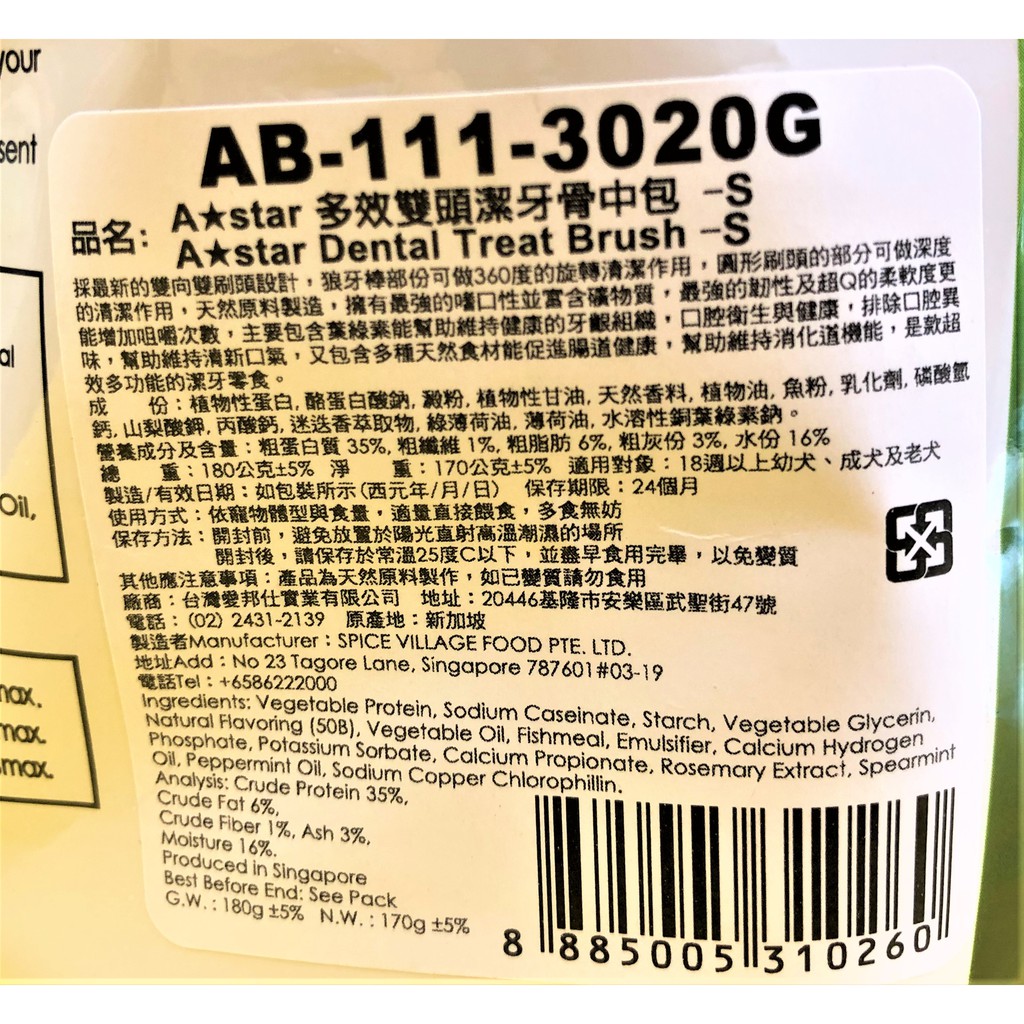 your
sent
al
Oil,
max.
max.
max.
AB-111-3020G
品名: A★star 多效雙頭潔牙骨中包 -S
A★star Dental Treat Brush -S
採最新的雙向雙刷頭設計，狼牙棒部份可做360度的旋轉清潔作用，圓形刷頭的部分可做深度
的清潔作用，天然原料製造，擁有最強的嗜口性並富含礦物質，最強的韌性及超Q的柔軟度更
能增加咀嚼次數，主要包含葉綠素能幫助維持健康的牙齦組織，口腔衛生與健康，排除口腔異
味，幫助維持清新口氣，又包含多種天然食材能促進腸道健康，幫助維持消化道機能，是款超
效多功能的潔牙零食。
成　份：植物性蛋白, 酪蛋白酸鈉, 澱粉, 植物性甘油, 天然香料, 植物油, 魚粉, 乳化劑, 磷酸氫
鈣, 山梨酸鉀, 丙酸鈣, 迷迭香萃取物, 綠薄荷油, 薄荷油, 水溶性銅葉綠素鈉。
營養成分及含量：粗蛋白質 35%, 粗纖維 1%, 粗脂肪 6%, 粗灰份 3%, 水份 16%
總　重：180公克±5% 淨　重：170公克±5% 適用對象：18週以上幼犬、成犬及老犬
製造/有效日期：如包裝所示(西元年/月/日) 保存期限：24個月
使用方式：依寵物體型與食量，適量直接餵食，多食無妨
保存方法：開封前，避免放置於陽光直射高溫潮濕的場所
開封後，請保存於常溫25度C以下，並盡早食用完畢，以免變質
其他應注意事項：產品為天然原料製作，如已變質請勿食用
廠商：台灣愛邦仕實業有限公司 地址：20446基隆市安樂區武聖街47號
電話：(02) 2431-2139 原產地：新加坡
製造者Manufacturer：SPICE VILLAGE FOOD PTE. LTD.
地址Add：No 23 Tagore Lane, Singapore 787601#03-19
電話Tel：+6586222000
Ingredients: Vegetable Protein, Sodium Caseinate, Starch, Vegetable Glycerin,
Natural Flavoring (50B), Vegetable Oil, Fishmeal, Emulsifier, Calcium Hydrogen
Phosphate, Potassium Sorbate, Calcium Propionate, Rosemary Extract, Spearmint
Oil, Peppermint Oil, Sodium Copper Chlorophillin.
Analysis: Crude Protein 35%,
Crude Fat 6%,
Crude Fiber 1%, Ash 3%,
Moisture 16%.
Produced in Singapore
Best Before End: See Pack
G.W.：180g ±5% N.W.：170g ±5%
8 885005 310260